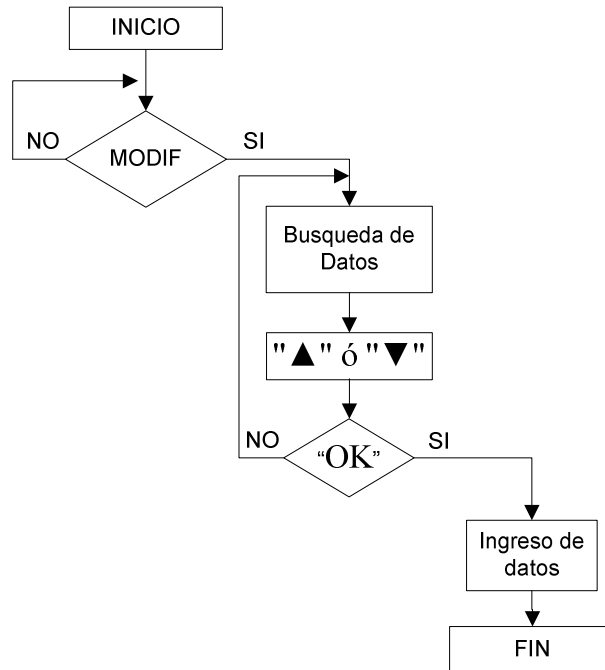 INICIO
NO
MODIF
SI
Busqueda de
Datos
"▲" ó "▼"
NO
“OK”
SI
Ingreso de
datos
FIN